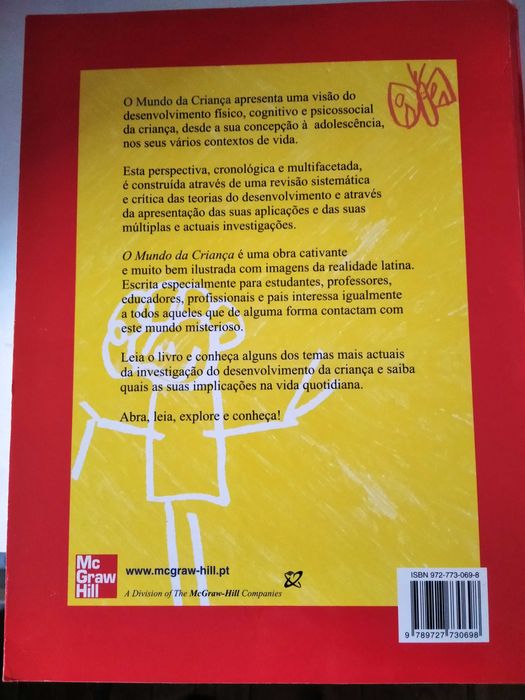 O Mundo da Criança apresenta uma visão do
desenvolvimento físico, cognitivo e psicossocial
da criança, desde a sua concepção à adolescência,
nos seus vários contextos de vida.
Esta perspectiva, cronológica e multifacetada,
é construída através de uma revisão sistemática
e crítica das teorias do desenvolvimento e através
da apresentação das suas aplicações e das suas
múltiplas e actuais investigações.
O Mundo da Criança é uma obra cativante
e muito bem ilustrada com imagens da realidade latina.
Escrita especialmente para estudantes, professores,
educadores, profissionais e pais interessa igualmente
a todos aqueles que de alguma forma contactam com
este mundo misterioso.
Leia o livro e conheça alguns dos temas mais actuais
da investigação do desenvolvimento da criança e saiba
quais as suas implicações na vida quotidiana.
Abra, leia, explore e conheça!
Mc
Graw
Hill
www.mcgraw-hill.pt
A Division of The McGraw-Hill Companies
ISBN 972-773-069-8
9 789727 730698